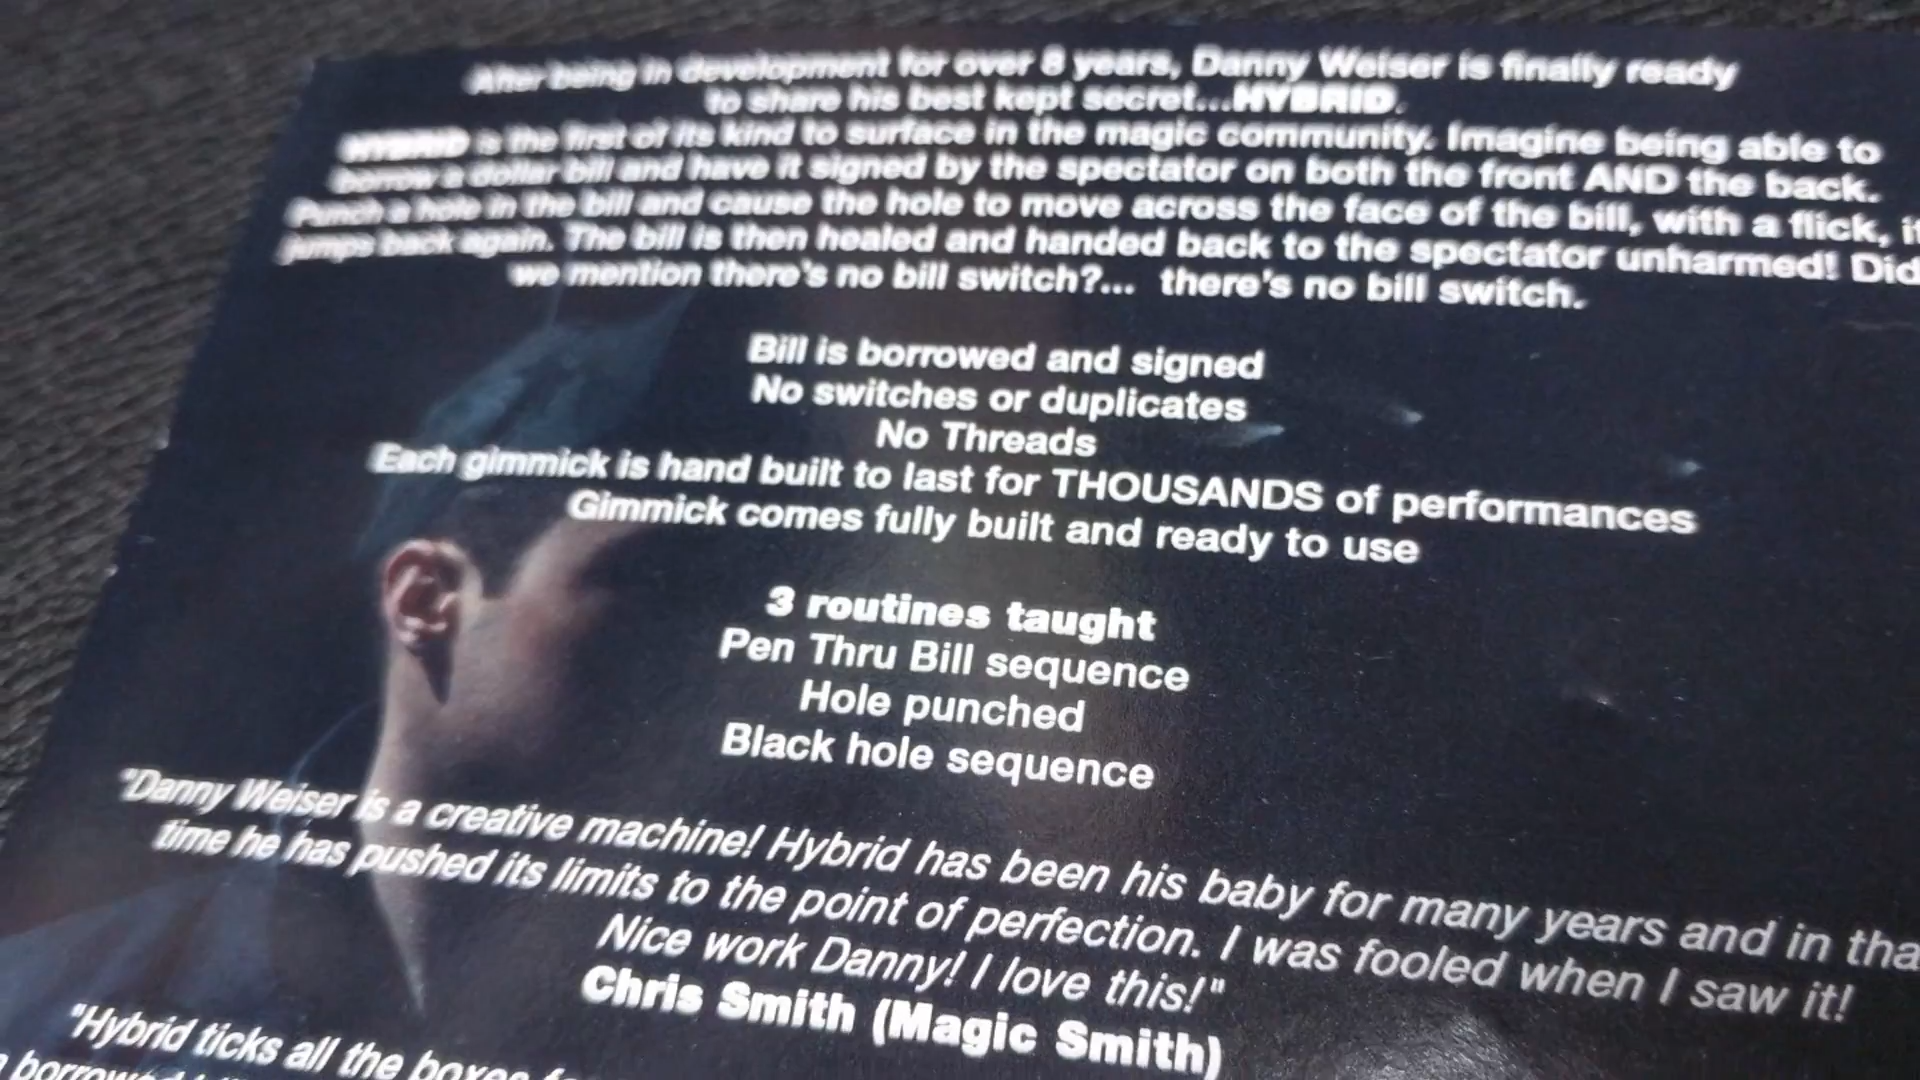 After being in development for over 8 years, Danny Weiser is finally ready
to share his best kept secret...HYBRID.
HYBRID is the first of its kind to surface in the magic community. Imagine being able to
borrow a dollar bill and have it signed by the spectator on both the front AND the back.
Punch a hole in the bill and cause the hole to move across the face of the bill, with a flick, it
jumps back again. The bill is then healed and handed back to the spectator unharmed! Did
we mention there's no bill switch?... there's no bill switch.
Bill is borrowed and signed
No switches or duplicates
No Threads
Each gimmick is hand built to last for THOUSANDS of performances
Gimmick comes fully built and ready to use
3 routines taught
Pen Thru Bill sequence
Hole punched
Black hole sequence
"Danny Weiser is a creative machine! Hybrid has been his baby for many years and in tha
time he has pushed its limits to the point of perfection. I was fooled when I saw it!
Nice work Danny! I love this!"
Chris Smith (Magic Smith)
"Hybrid ticks all the boxes